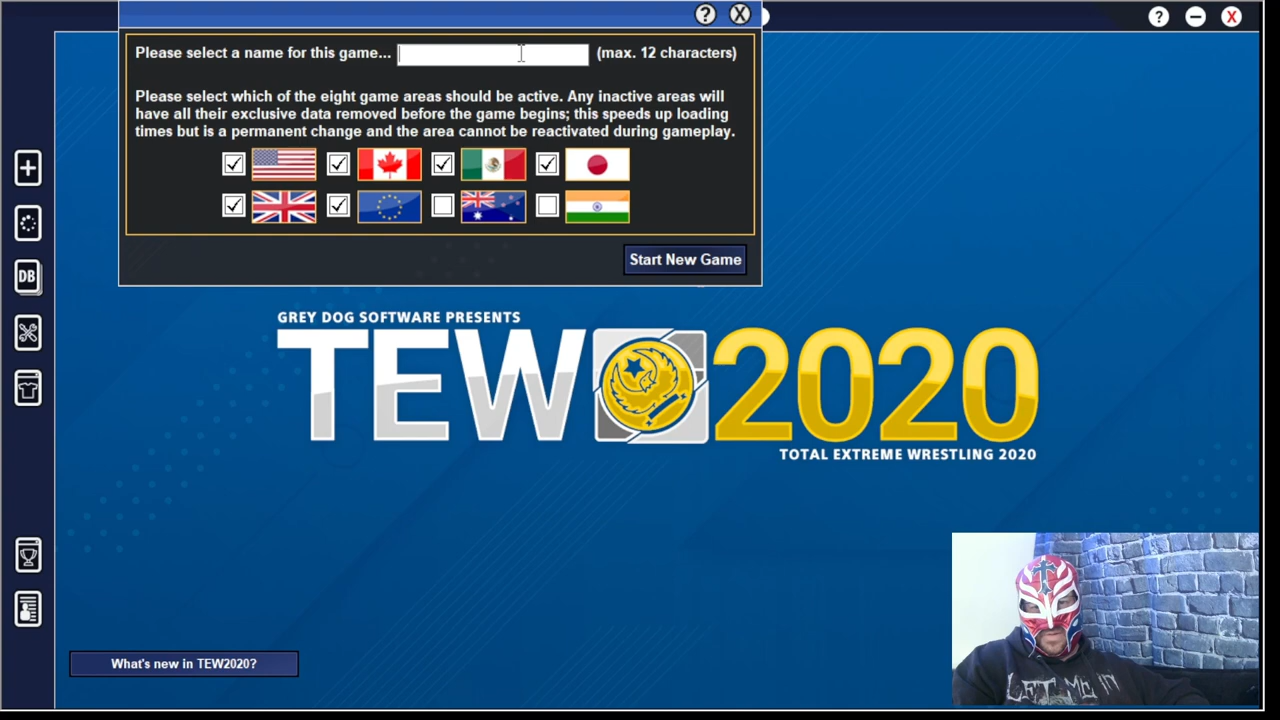 ? X
? X
Please select a name for this game... (max. 12 characters)
Please select which of the eight game areas should be active. Any inactive areas will
have all their exclusive data removed before the game begins; this speeds up loading
times but is a permanent change and the area cannot be reactivated during gameplay.
DB
Start New Game
GREY DOG SOFTWARE PRESENTS
TEW 2020
TOTAL EXTREME WRESTLING 2020
What's new in TEW2020?
LET ME IN